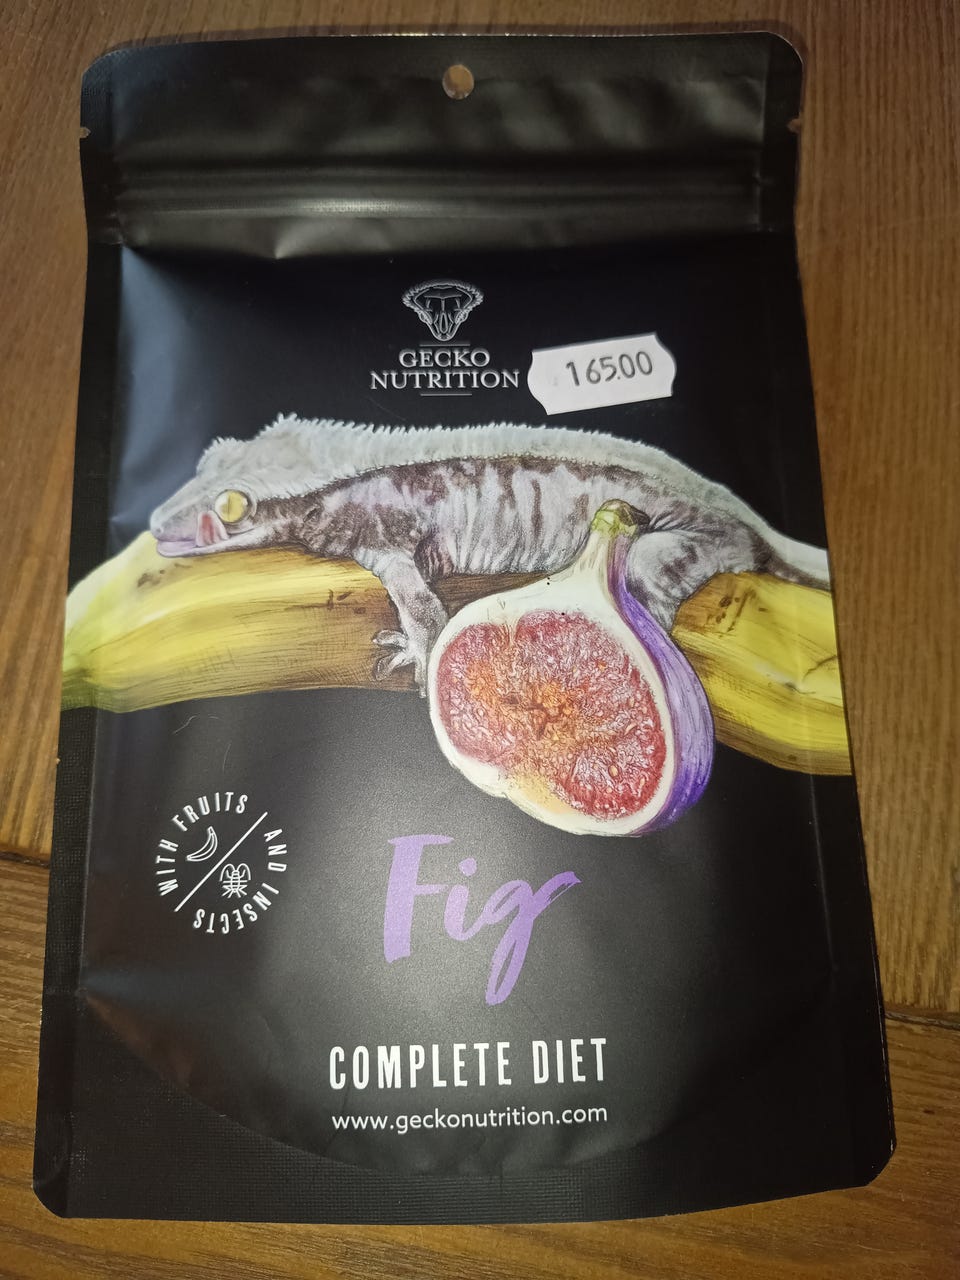 GECKO
NUTRITION
165.00
WITH FRUITS
AND INSECTS
Fig
COMPLETE DIET
www.geckonutrition.com